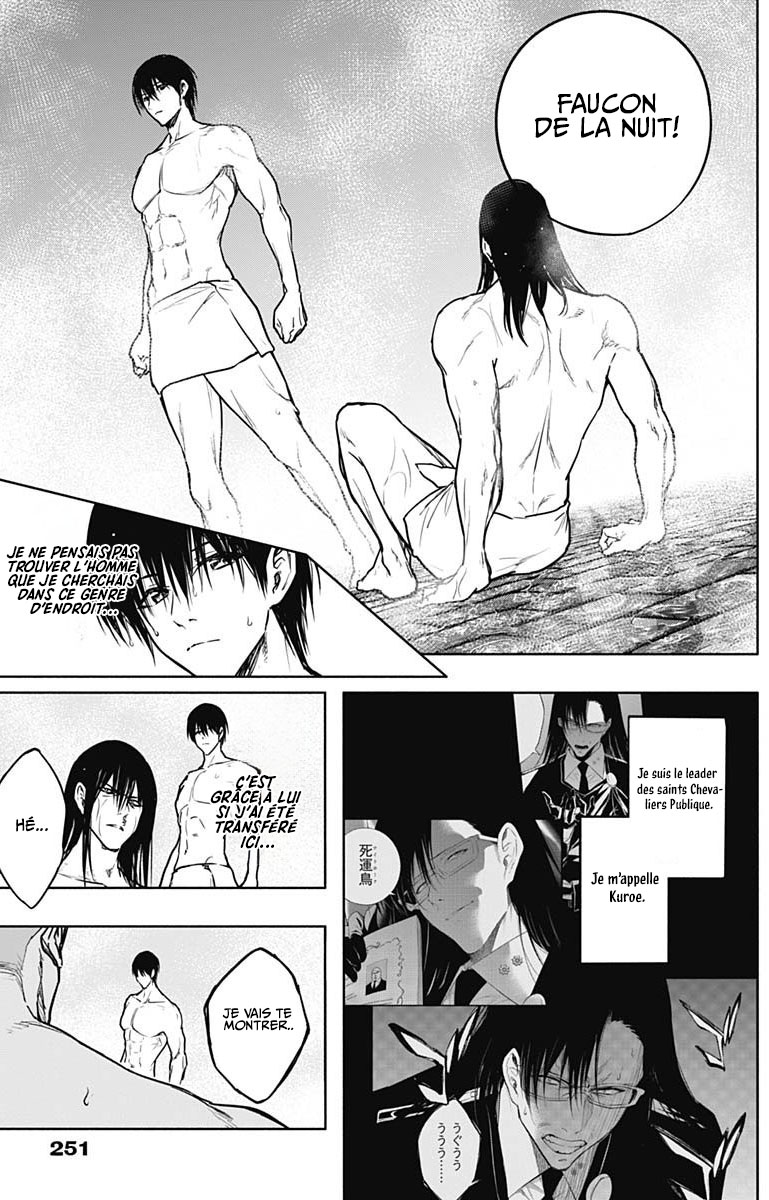 FAUCON
DE LA NUIT!
JE NE PENSAIS PAS
TROUVER L'HOMME
QUE JE CHERCHAIS
DANS CE GENRE
D'ENDROIT...
Je suis le leader
des saints Cheva-
liers Publique.
Je m'appelle
Kuroe.
死運鳥
うぐうう
ううう……
C'EST
GRÂCE À LUI
SI J'AI ÉTÉ
TRANSFÉRÉ
ICI...
HÉ...
JE VAIS TE
MONTRER..
251